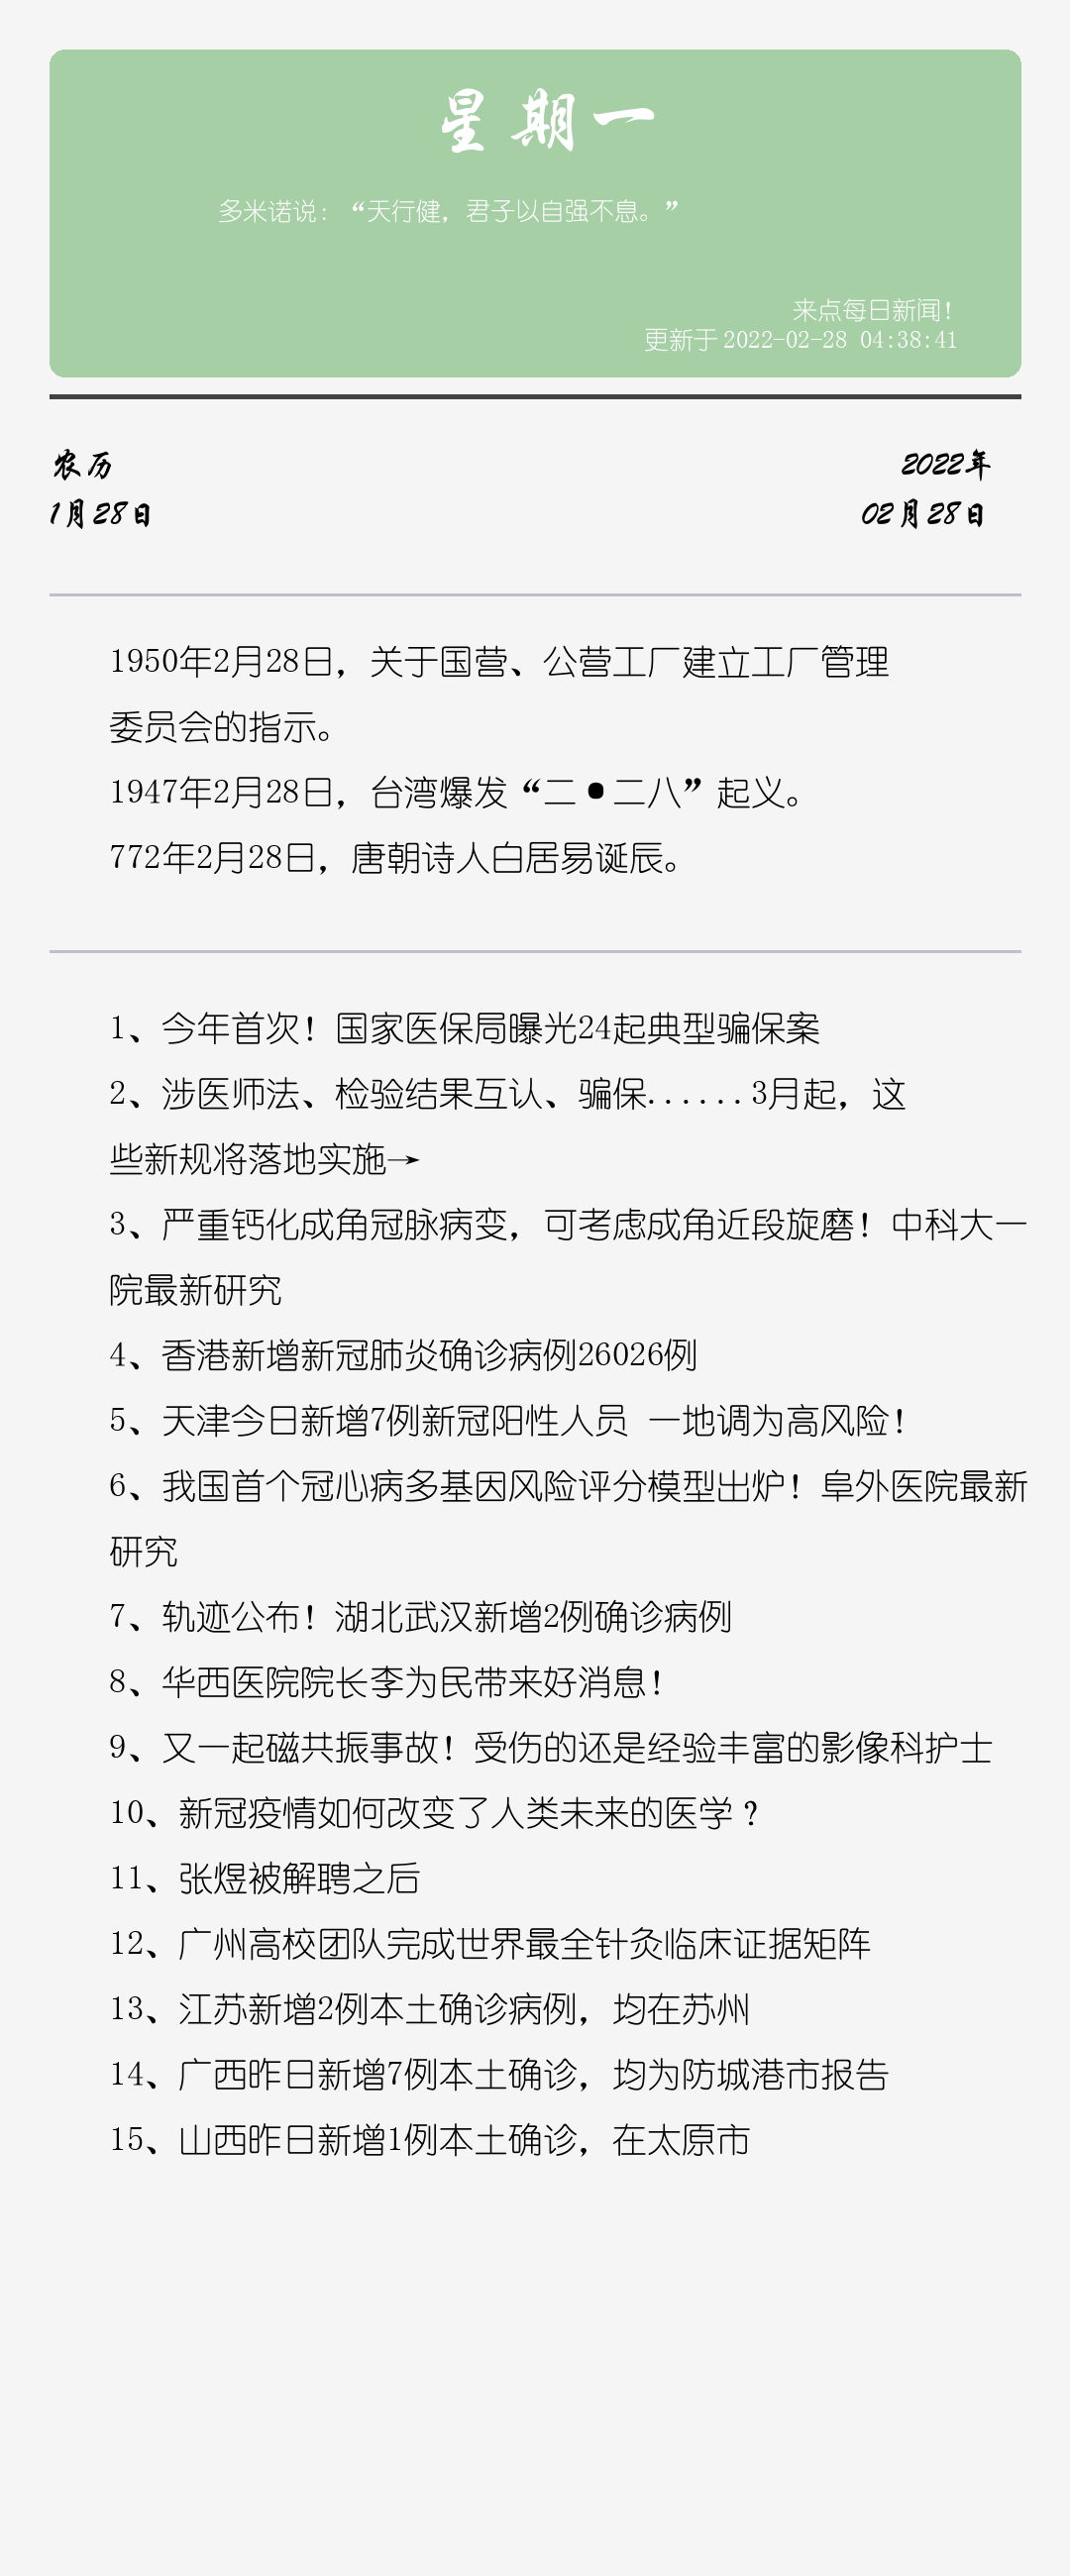 星期一
多米诺说：“天行健，君子以自强不息。”
来点每日新闻！
更新于 2022-02-28 04:38:41
农历
2022年
1月28日
02月28日
1950年2月28日，关于国营、公营工厂建立工厂管理
委员会的指示。
1947年2月28日，台湾爆发“二•二八”起义。
772年2月28日，唐朝诗人白居易诞辰。
1、今年首次！国家医保局曝光24起典型骗保案
2、涉医师法、检验结果互认、骗保......3月起，这
些新规将落地实施→
3、严重钙化成角冠脉病变，可考虑成角近段旋磨！中科大一
院最新研究
4、香港新增新冠肺炎确诊病例26026例
5、天津今日新增7例新冠阳性人员 一地调为高风险！
6、我国首个冠心病多基因风险评分模型出炉！阜外医院最新
研究
7、轨迹公布！湖北武汉新增2例确诊病例
8、华西医院院长李为民带来好消息！
9、又一起磁共振事故！受伤的还是经验丰富的影像科护士
10、新冠疫情如何改变了人类未来的医学？
11、张煜被解聘之后
12、广州高校团队完成世界最全针灸临床证据矩阵
13、江苏新增2例本土确诊病例，均在苏州
14、广西昨日新增7例本土确诊，均为防城港市报告
15、山西昨日新增1例本土确诊，在太原市